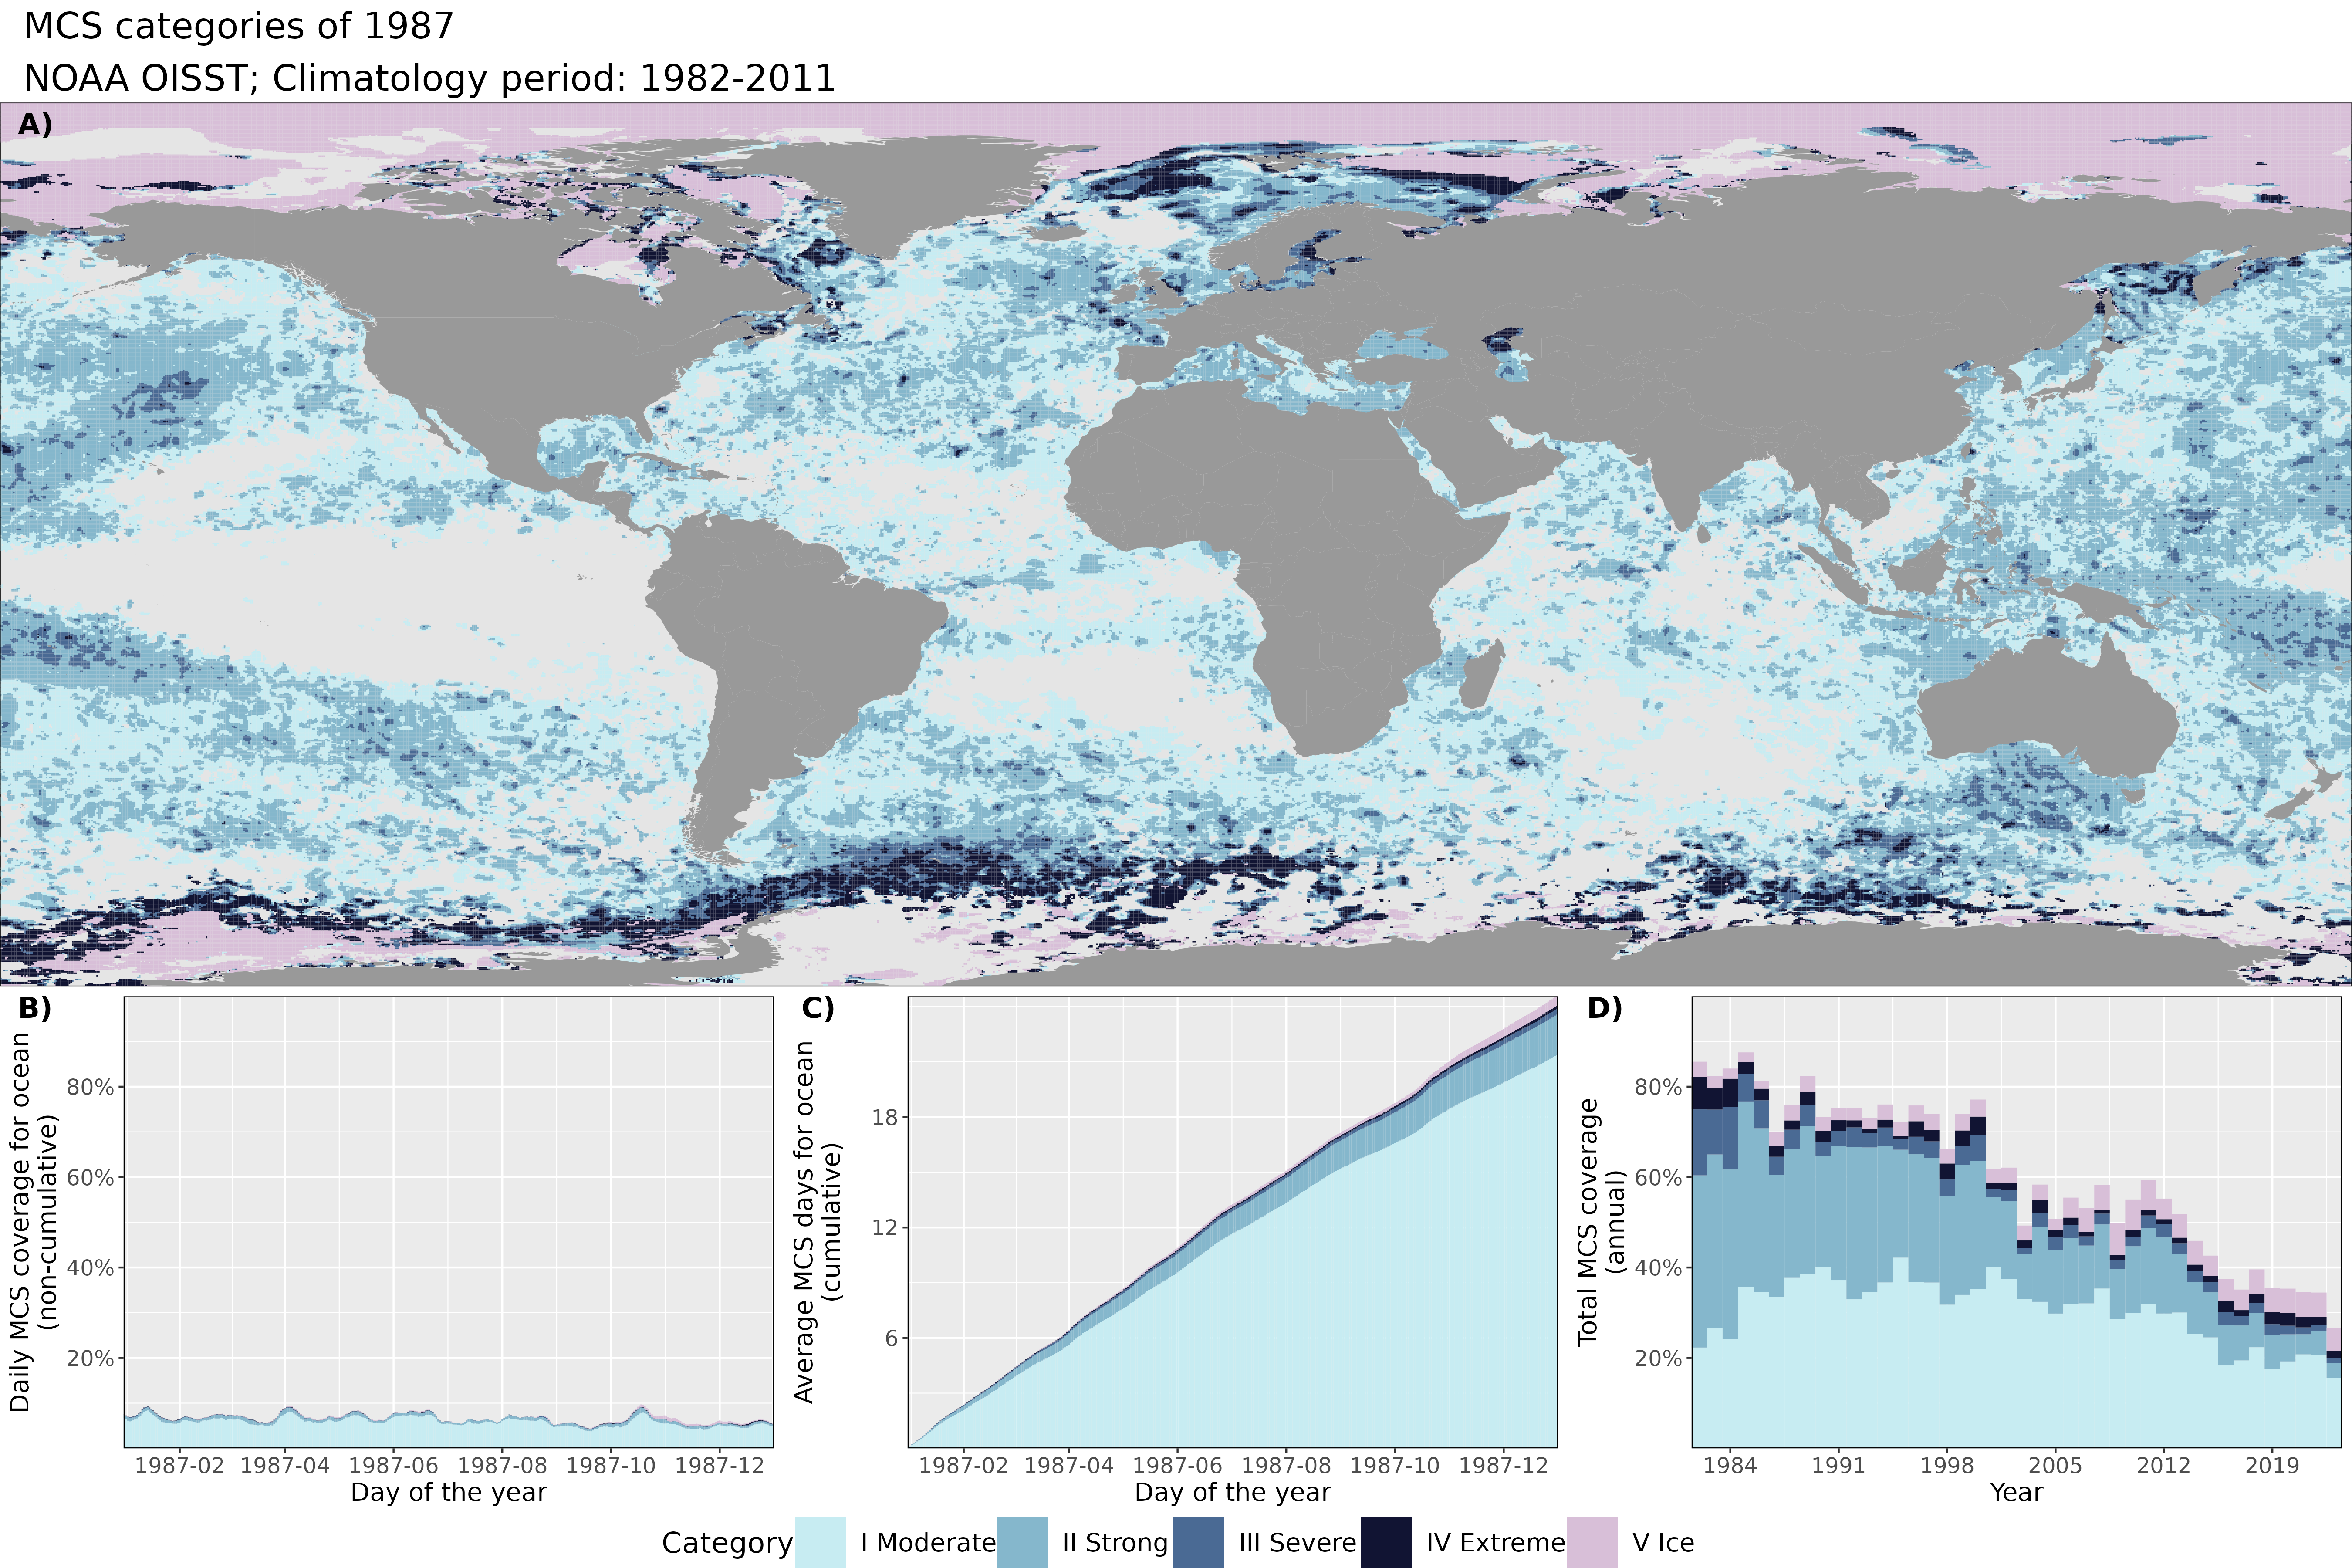 MCS categories of 1987
NOAA OISST; Climatology period: 1982-2011
A)
B)
Daily MCS coverage for ocean
(non-cumulative)
80%
60%
40%
20%
1987-02 1987-04 1987-06 1987-08 1987-10 1987-12
Day of the year
C)
Average MCS days for ocean
(cumulative)
18
12
6
1987-02 1987-04 1987-06 1987-08 1987-10 1987-12
Day of the year
D)
Total MCS coverage
(annual)
80%
60%
40%
20%
1984 1991 1998 2005 2012 2019
Year
Category I Moderate II Strong III Severe IV Extreme V Ice